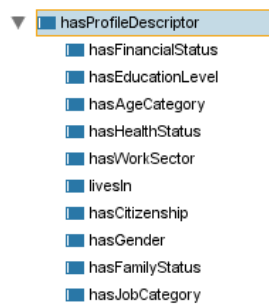 hasProfileDescriptor
hasFinancialStatus
hasEducationLevel
hasAgeCategory
hasHealthStatus
hasWorkSector
livesIn
hasCitizenship
hasGender
hasFamilyStatus
hasJobCategory